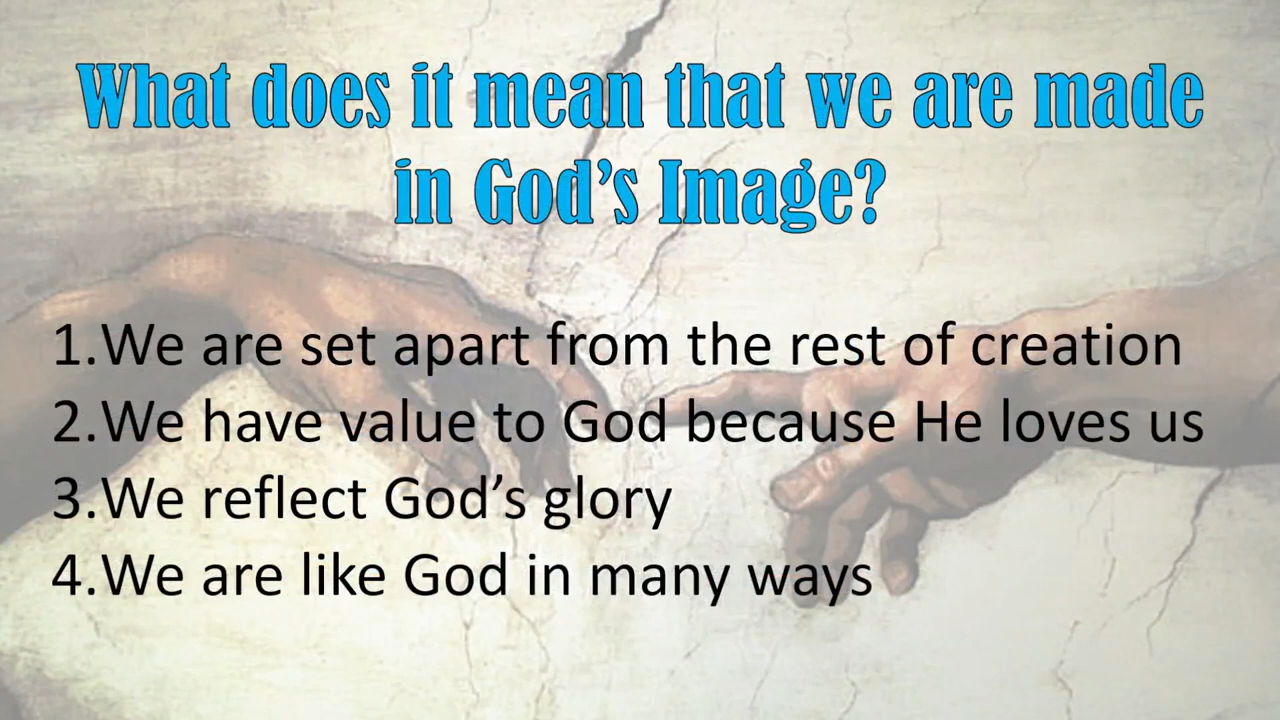 What does it mean that we are made
in God’s Image?
1.We are set apart from the rest of creation
2.We have value to God because He loves us
3.We reflect God’s glory
4.We are like God in many ways